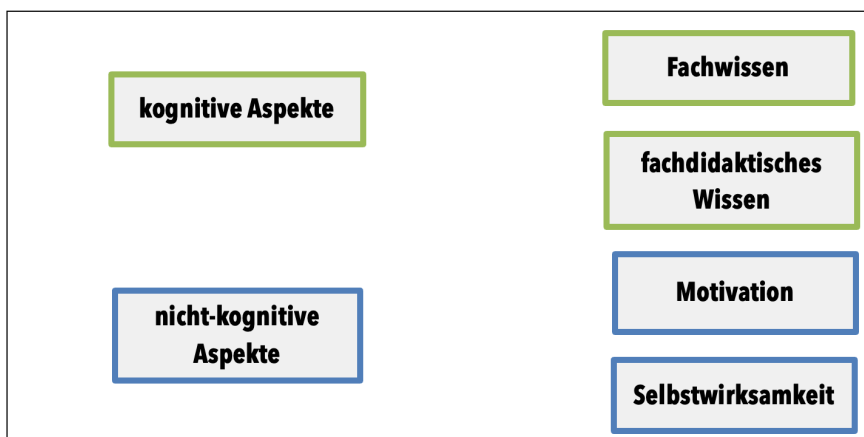 kognitive Aspekte
nicht-kognitive
Aspekte
Fachwissen
fachdidaktisches
Wissen
Motivation
Selbstwirksamkeit